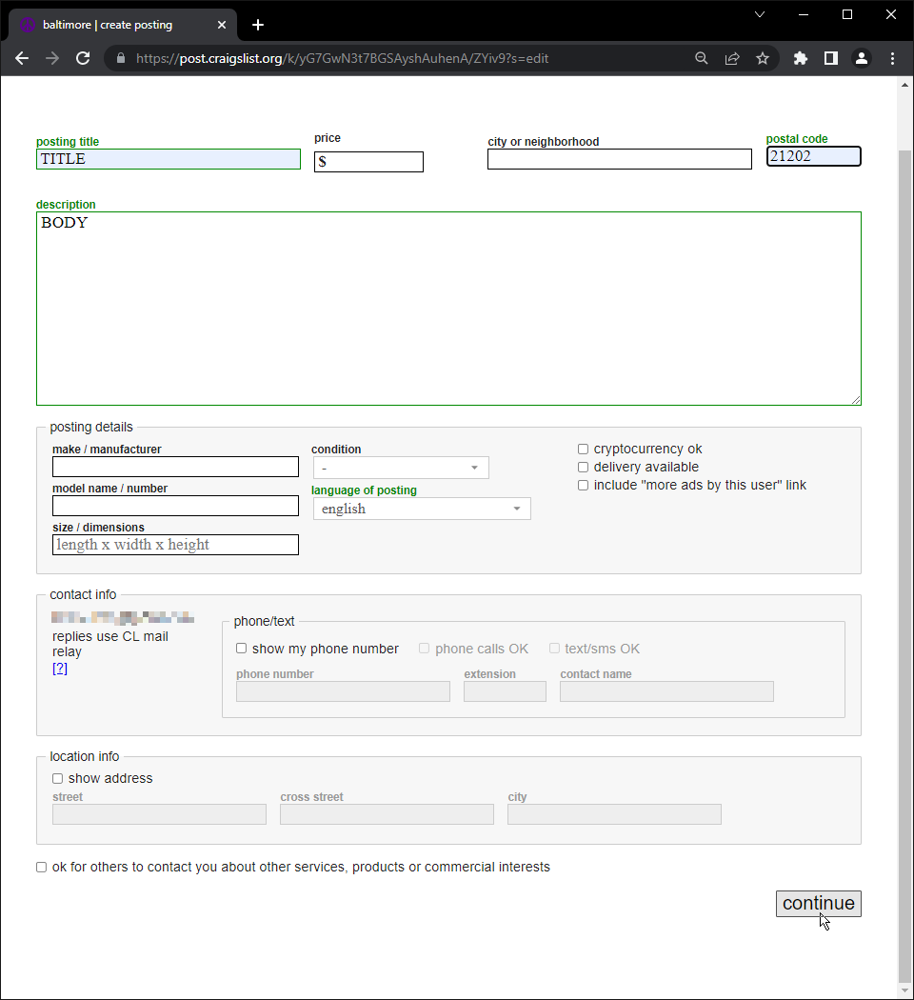 baltimore | create posting
https://post.craigslist.org/k/yG7GwN3t7BGSAyshAuhenA/ZYiv9?s=edit
posting title
price
city or neighborhood
postal code
TITLE
$
21202
description
BODY
posting details
make / manufacturer
condition
cryptocurrency ok
-
delivery available
model name / number
language of posting
include "more ads by this user" link
english
size / dimensions
length x width x height
contact info
replies use CL mail
relay
[?]
phone/text
show my phone number
phone calls OK
text/sms OK
phone number
extension
contact name
location info
show address
street
cross street
city
ok for others to contact you about other services, products or commercial interests
continue